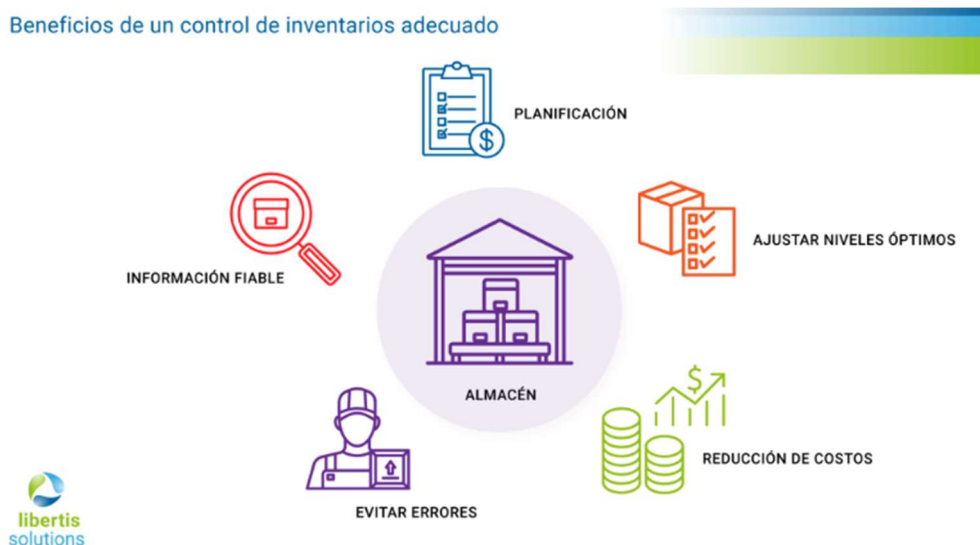 Beneficios de un control de inventarios adecuado
PLANIFICACIÓN
AJUSTAR NIVELES ÓPTIMOS
INFORMACIÓN FIABLE
ALMACÉN
REDUCCIÓN DE COSTOS
EVITAR ERRORES
libertis
solutions